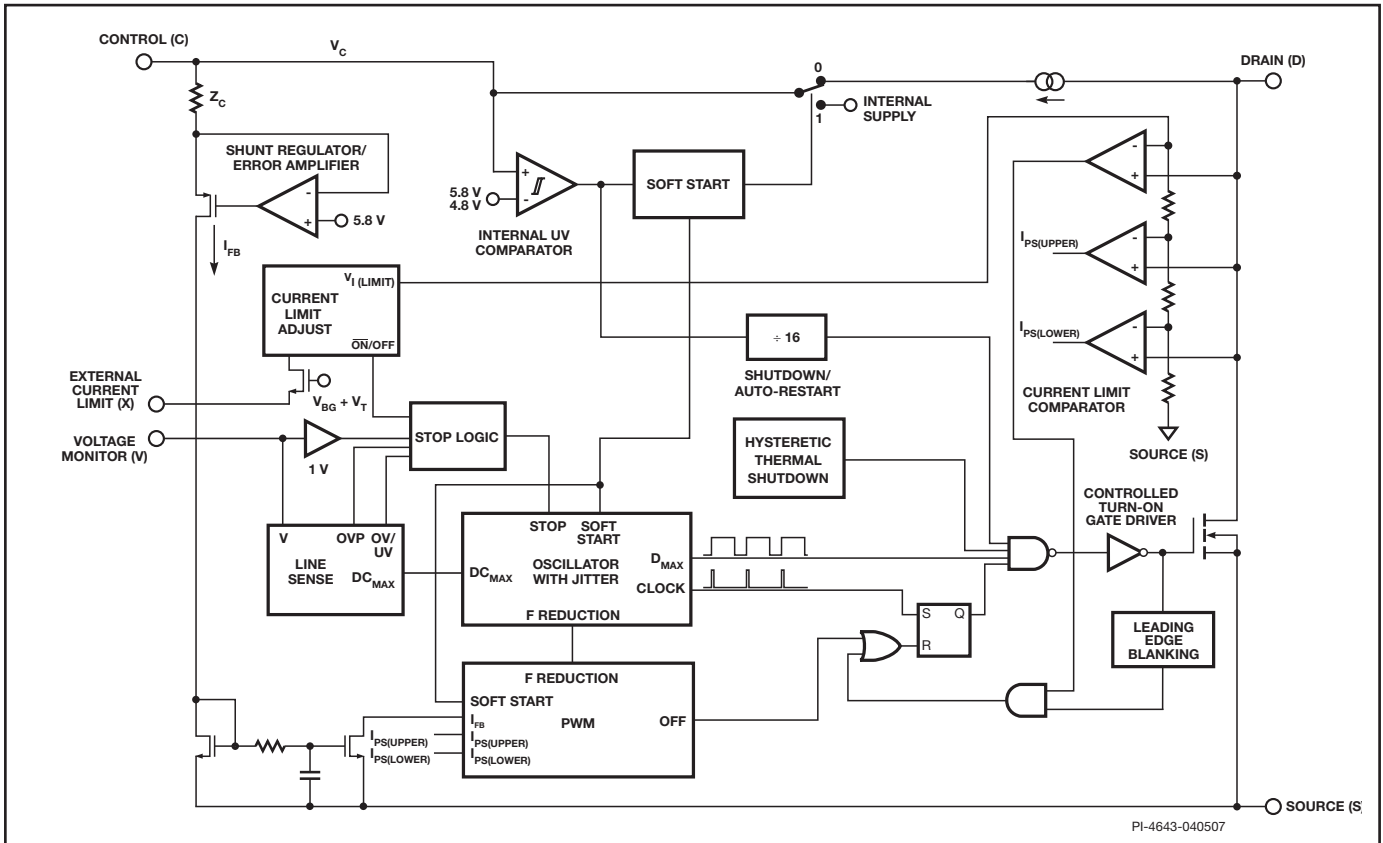 CONTROL (C)
V_C
DRAIN (D)
0
1
INTERNAL
SUPPLY
Z_C
SHUNT REGULATOR/
ERROR AMPLIFIER
-
+
5.8 V
I_FB
+
-
5.8 V
4.8 V
INTERNAL UV
COMPARATOR
SOFT START
-
+
I_PS(UPPER)
-
+
I_PS(LOWER)
-
+
CURRENT LIMIT
COMPARATOR
SOURCE (S)
V_I (LIMIT)
CURRENT
LIMIT
ADJUST
O̅N̅/OFF
÷ 16
SHUTDOWN/
AUTO-RESTART
EXTERNAL
CURRENT
LIMIT (X)
V_BG + V_T
VOLTAGE
MONITOR (V)
1 V
STOP LOGIC
HYSTERETIC
THERMAL
SHUTDOWN
CONTROLLED
TURN-ON
GATE DRIVER
V
OVP
OV/
UV
LINE
SENSE
DC_MAX
STOP
SOFT
START
DC_MAX
OSCILLATOR
WITH JITTER
D_MAX
CLOCK
F REDUCTION
S
Q
R
LEADING
EDGE
BLANKING
F REDUCTION
SOFT START
I_FB
PWM
OFF
I_PS(UPPER)
I_PS(UPPER)
I_PS(LOWER)
I_PS(LOWER)
SOURCE (S)
PI-4643-040507